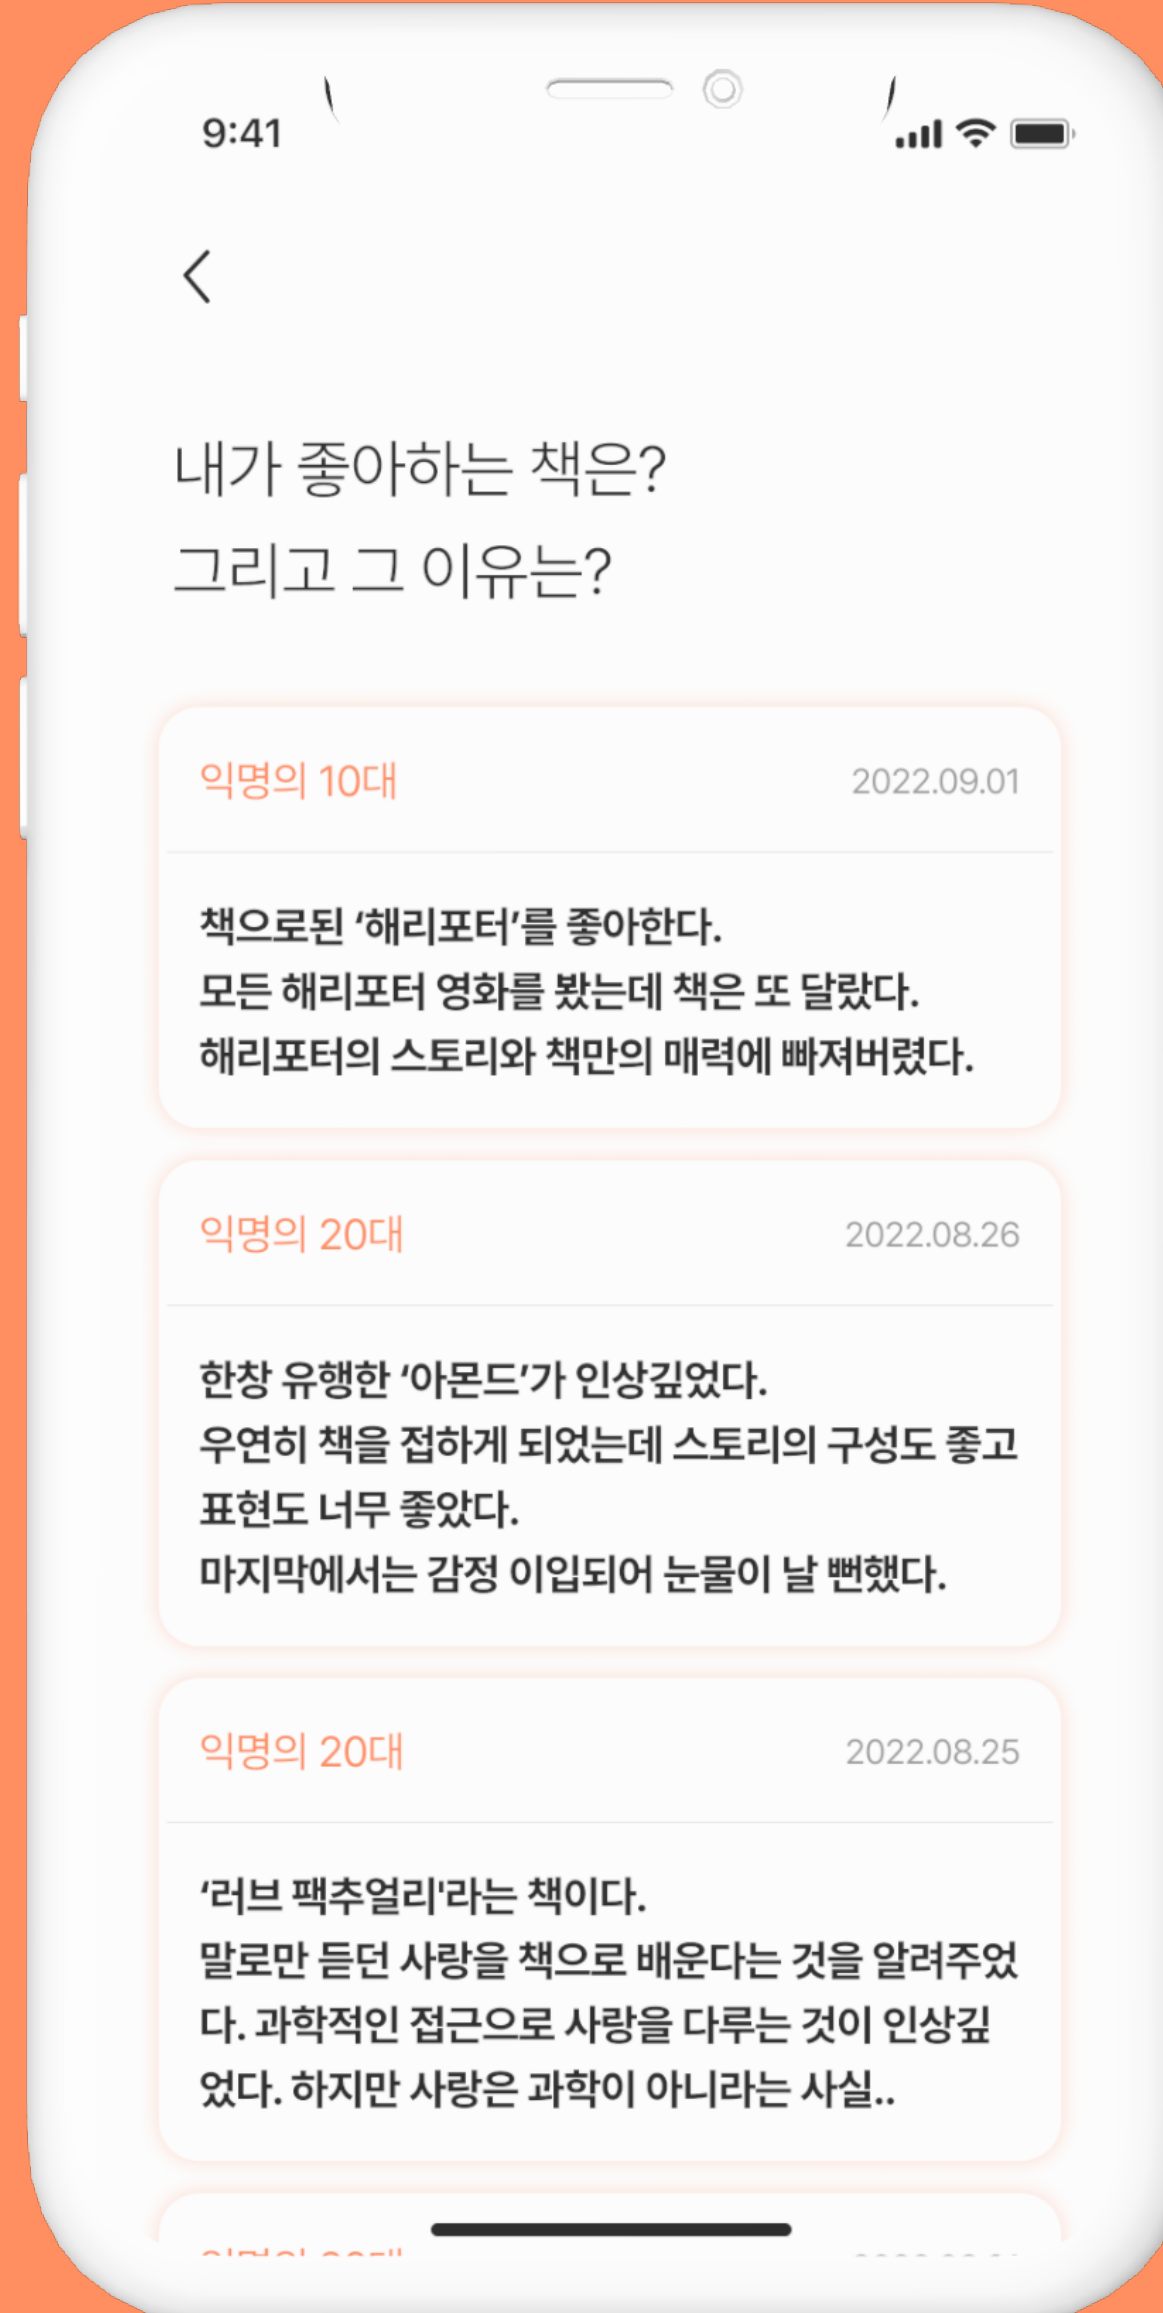 9:41
내가 좋아하는 책은?
그리고 그 이유는?
익명의 10대
2022.09.01
책으로된 ‘해리포터’를 좋아한다.
모든 해리포터 영화를 봤는데 책은 또 달랐다.
해리포터의 스토리와 책만의 매력에 빠져버렸다.
익명의 20대
2022.08.26
한창 유행한 ‘아몬드’가 인상깊었다.
우연히 책을 접하게 되었는데 스토리의 구성도 좋고
표현도 너무 좋았다.
마지막에서는 감정 이입되어 눈물이 날 뻔했다.
익명의 20대
2022.08.25
‘러브 팩추얼리'라는 책이다.
말로만 듣던 사랑을 책으로 배운다는 것을 알려주었
다. 과학적인 접근으로 사랑을 다루는 것이 인상깊
었다. 하지만 사랑은 과학이 아니라는 사실..